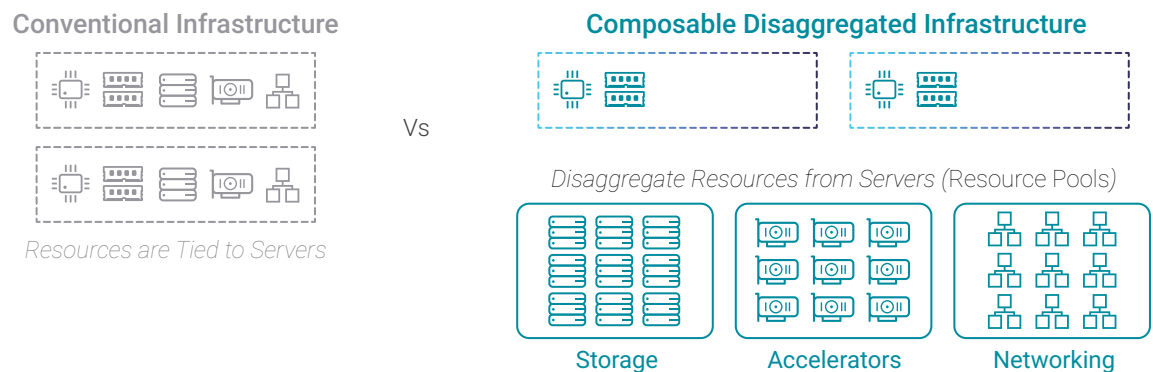 Conventional Infrastructure
Resources are Tied to Servers
Vs
Composable Disaggregated Infrastructure
Disaggregate Resources from Servers (Resource Pools)
Storage
Accelerators
Networking